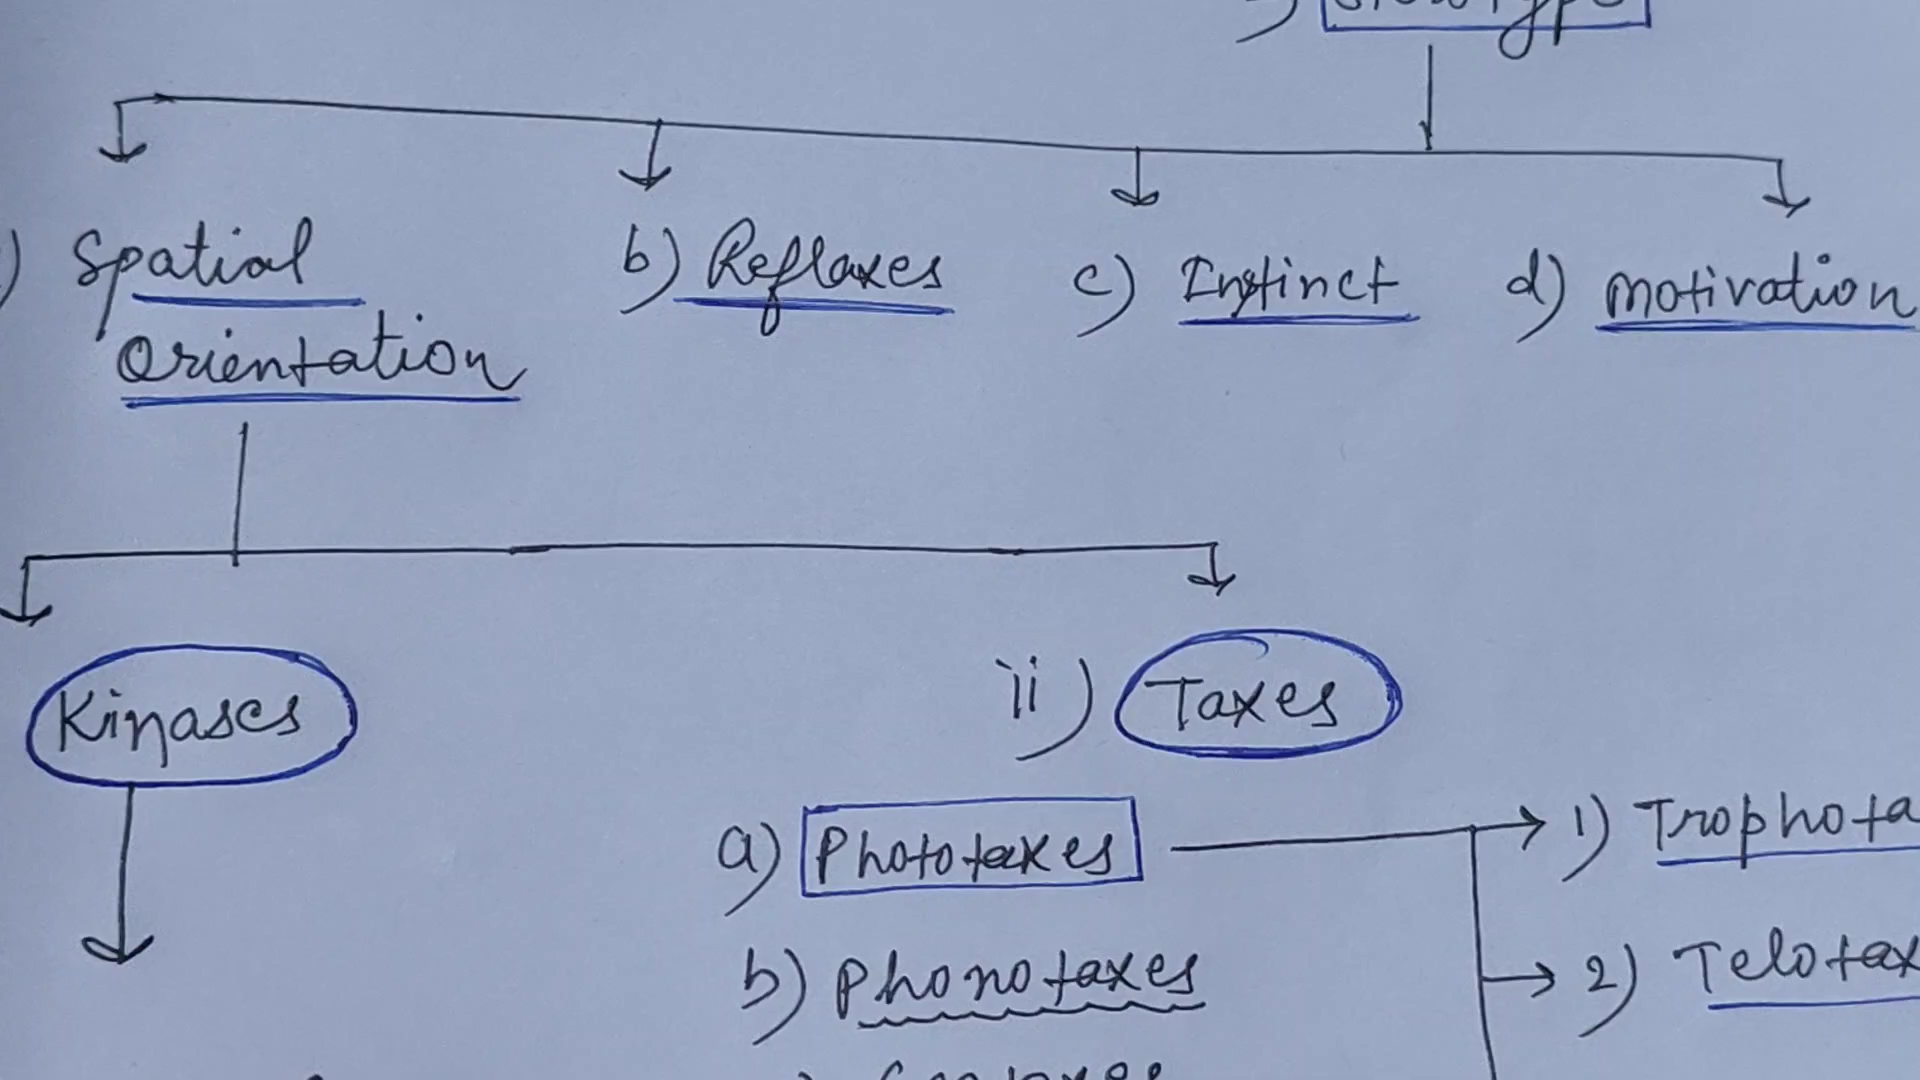 ) Spatial
Orientation
b) Reflaxes
c) Instinct
d) motivation
Kinases
ii) Taxes
a) Phototaxes
1) Trophota
b) Phonotaxes
2) Telotax